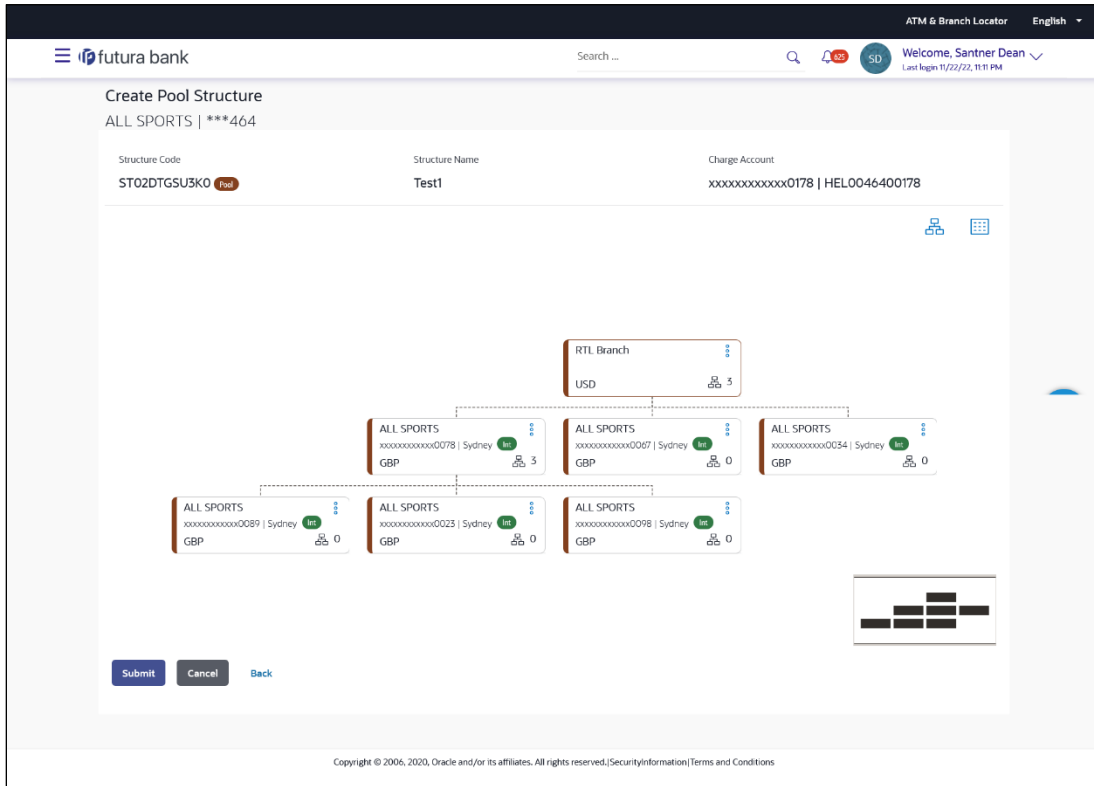 ATM & Branch Locator English
futura bank Search ... 625 SD Welcome, Santner Dean
Last login 11/22/22, 11:11 PM
Create Pool Structure
ALL SPORTS | ***464
Structure Code Structure Name Charge Account
ST02DTGSU3K0 Pool Test1 xxxxxxxxxxxx0178 | HEL0046400178
RTL Branch
USD 3
ALL SPORTS ALL SPORTS ALL SPORTS
xxxxxxxxxxxx0078 | Sydney Int xxxxxxxxxxxx0067 | Sydney Int xxxxxxxxxxxx0034 | Sydney Int
GBP 3 GBP 0 GBP 0
ALL SPORTS ALL SPORTS ALL SPORTS
xxxxxxxxxxxx0089 | Sydney Int xxxxxxxxxxxx0023 | Sydney Int xxxxxxxxxxxx0098 | Sydney Int
GBP 0 GBP 0 GBP 0
Submit Cancel Back
Copyright © 2006, 2020, Oracle and/or its affiliates. All rights reserved.|SecurityInformation|Terms and Conditions